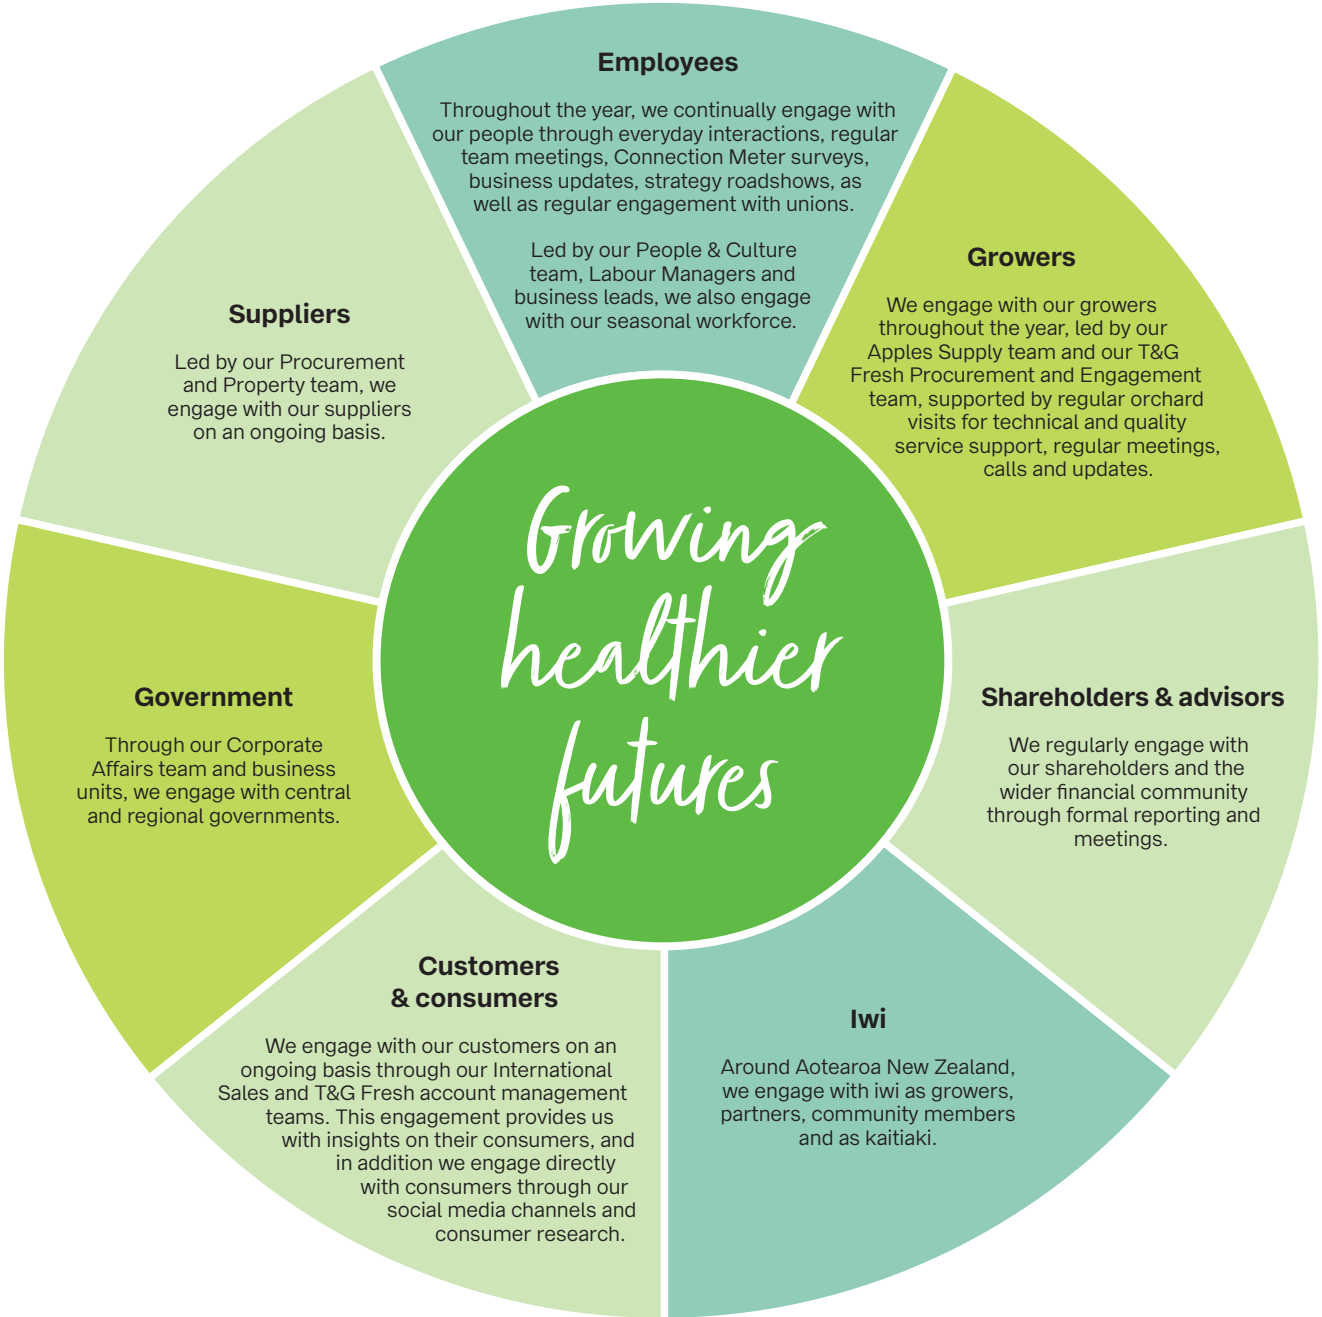 Employees
Throughout the year, we continually engage with
our people through everyday interactions, regular
team meetings, Connection Meter surveys,
business updates, strategy roadshows, as
well as regular engagement with unions.
Led by our People & Culture
team, Labour Managers and
business leads, we also engage
with our seasonal workforce.
Growers
We engage with our growers
throughout the year, led by our
Apples Supply team and our T&G
Fresh Procurement and Engagement
team, supported by regular orchard
visits for technical and quality
service support, regular meetings,
calls and updates.
Shareholders & advisors
We regularly engage with
our shareholders and the
wider financial community
through formal reporting and
meetings.
Iwi
Around Aotearoa New Zealand,
we engage with iwi as growers,
partners, community members
and as kaitiaki.
Customers
& consumers
We engage with our customers on an
ongoing basis through our International
Sales and T&G Fresh account management
teams. This engagement provides us
with insights on their consumers, and
in addition we engage directly
with consumers through our
social media channels and
consumer research.
Government
Through our Corporate
Affairs team and business
units, we engage with central
and regional governments.
Suppliers
Led by our Procurement
and Property team, we
engage with our suppliers
on an ongoing basis.
Growing
healthier
futures